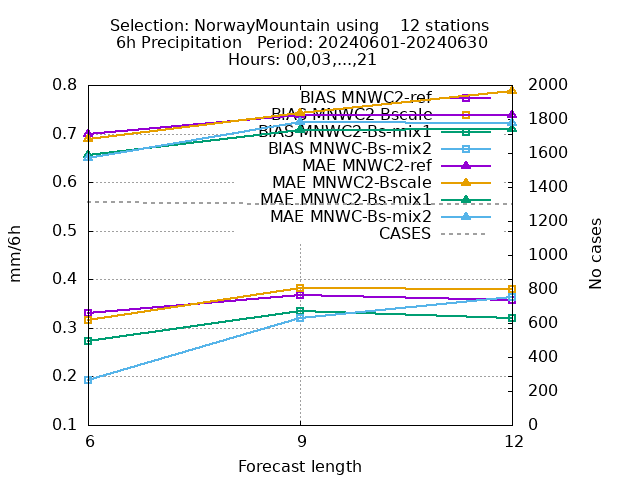 Selection: NorwayMountain using    12 stations
6h Precipitation   Period: 20240601-20240630
Hours: 00,03,...,21
0.8
0.7
0.6
0.5
0.4
0.3
0.2
0.1
mm/6h
BIAS MNWC2-ref
BIAS MNWC2-Bscale
BIAS MNWC2-Bs-mix1
BIAS MNWC-Bs-mix2
MAE MNWC2-ref
MAE MNWC2-Bscale
MAE MNWC2-Bs-mix1
MAE MNWC-Bs-mix2
CASES
2000
1800
1600
1400
1200
1000
800
600
400
200
0
No cases
6 9 12
Forecast length